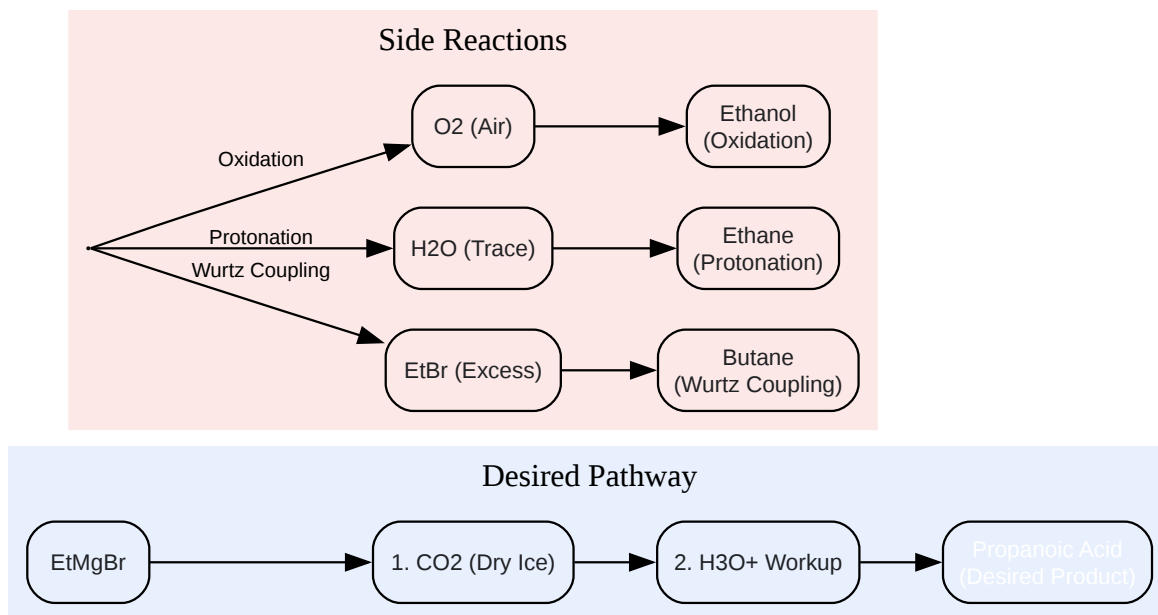 Side Reactions
O2 (Air)
Ethanol
(Oxidation)
Oxidation
Protonation
H2O (Trace)
Ethane
(Protonation)
Wurtz Coupling
EtBr (Excess)
Butane
(Wurtz Coupling)
Desired Pathway
EtMgBr
1. CO2 (Dry Ice)
2. H3O+ Workup
Propanoic Acid
(Desired Product)